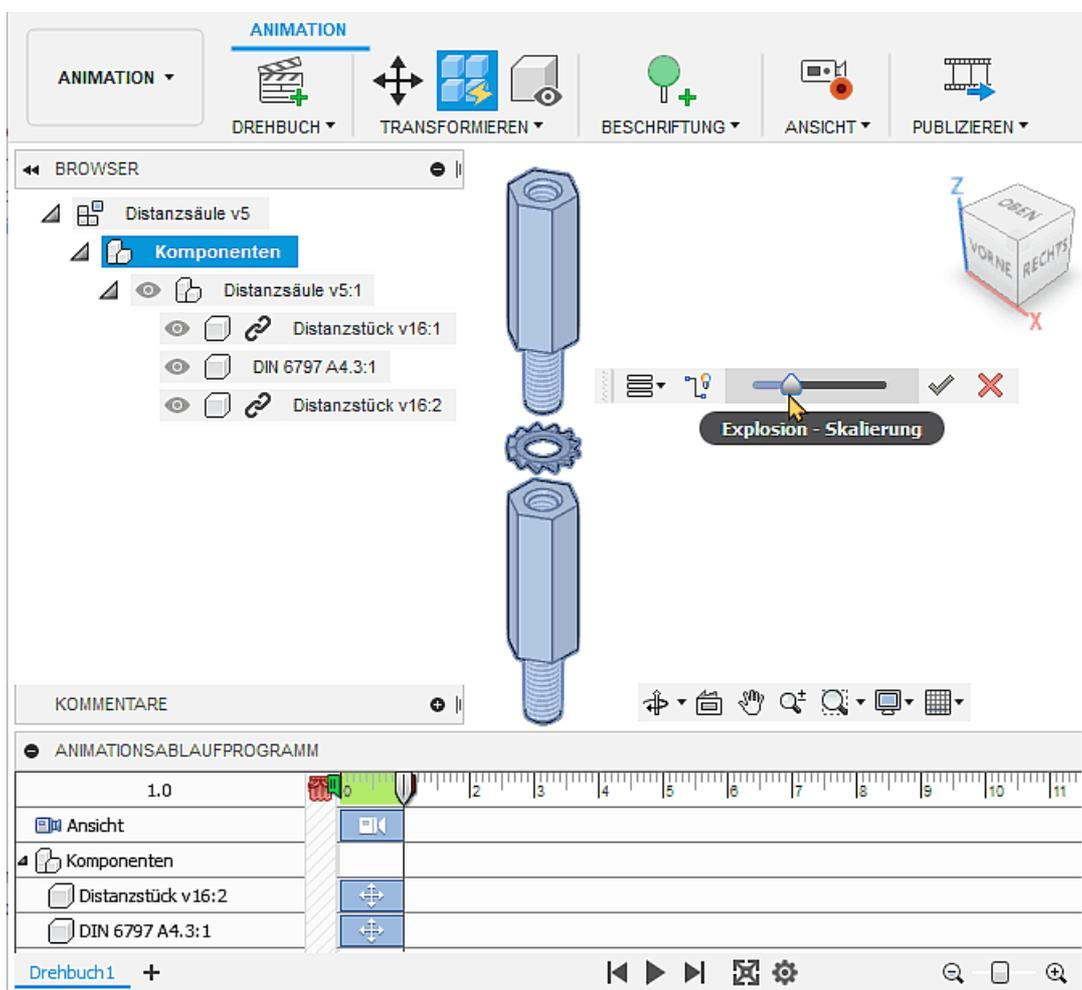 ANIMATION
ANIMATION
DREHBUCH
TRANSFORMIEREN
BESCHRIFTUNG
ANSICHT
PUBLIZIEREN
BROWSER
Distanzsäule v5
Komponenten
Distanzsäule v5:1
Distanzstück v16:1
DIN 6797 A4.3:1
Distanzstück v16:2
Z
OBEN
VORNE
RECHTS
X
Explosion - Skalierung
KOMMENTARE
ANIMATIONSABLAUFPROGRAMM
1.0
0 2 3 4 5 6 7 8 9 10 11
Ansicht
Komponenten
Distanzstück v16:2
DIN 6797 A4.3:1
Drehbuch1